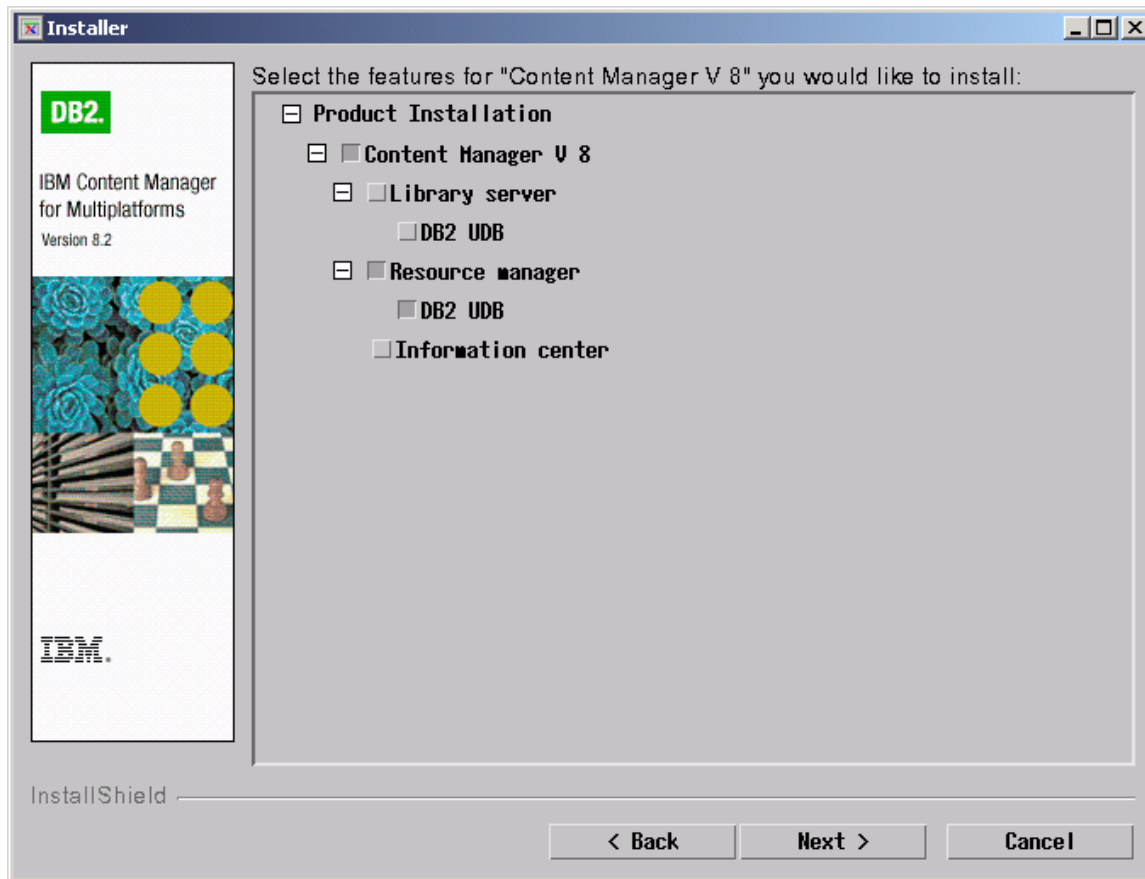 Installer
Select the features for "Content Manager V 8" you would like to install:
DB2.
IBM Content Manager
for Multiplatforms
Version 8.2
IBM.
Product Installation
Content Manager V 8
Library server
DB2 UDB
Resource manager
DB2 UDB
Information center
InstallShield
< Back
Next >
Cancel